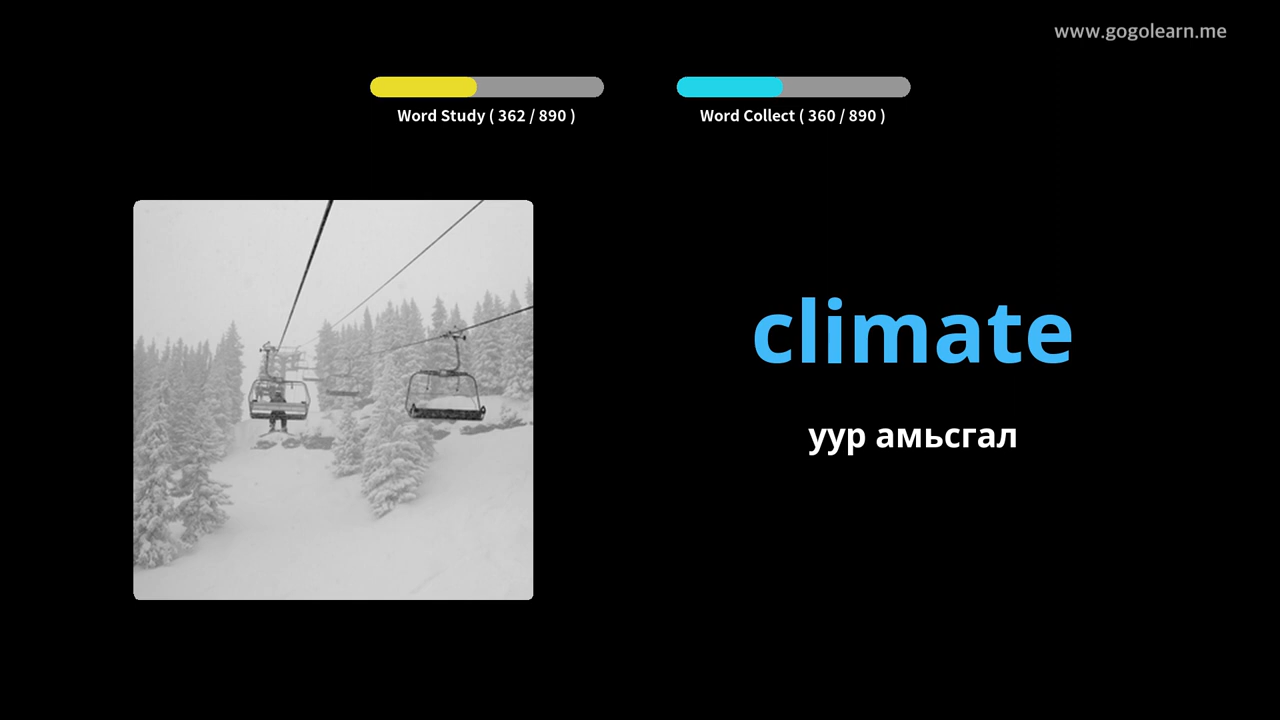 www.gogolearn.me
Word Study ( 362 / 890 )
Word Collect ( 360 / 890 )
climate
уур амьсгал